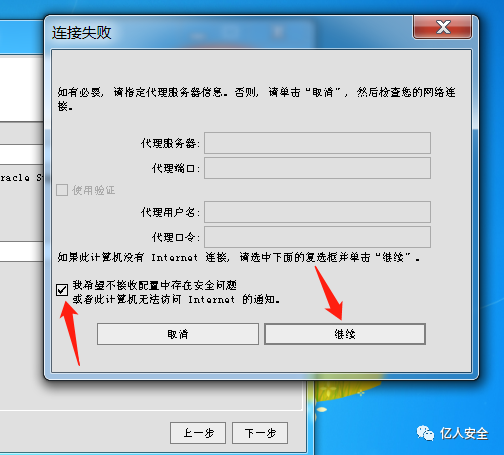 连接失败
如有必要, 请指定代理服务器信息。否则, 请单击“取消”, 然后检查您的网络连
接。
代理服务器:
代理端口:
使用验证
代理用户名:
代理口令:
如果此计算机没有 Internet 连接, 请选中下面的复选框并单击“继续”。
我希望不接收配置中存在安全问题
或者此计算机无法访问 Internet 的通知。
取消
继续
racle S
上一步
下一步
亿人安全